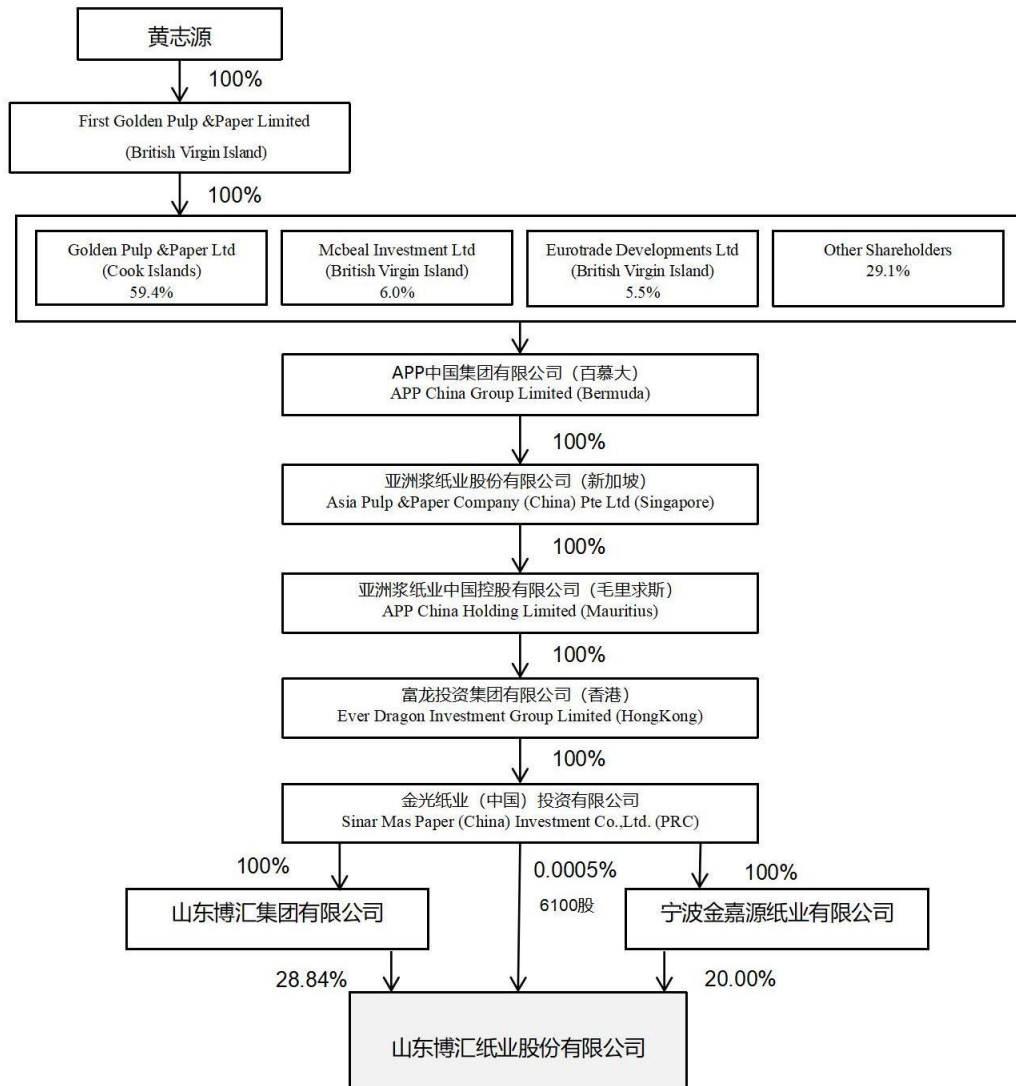 黄志源
100%
First Golden Pulp &Paper Limited
(British Virgin Island)
100%
Golden Pulp &Paper Ltd
(Cook Islands)
59.4%
Mcbeal Investment Ltd
(British Virgin Island)
6.0%
Eurotrade Developments Ltd
(British Virgin Island)
5.5%
Other Shareholders
29.1%
APP中国集团有限公司（百慕大）
APP China Group Limited (Bermuda)
100%
亚洲浆纸业股份有限公司（新加坡）
Asia Pulp &Paper Company (China) Pte Ltd (Singapore)
100%
亚洲浆纸业中国控股有限公司（毛里求斯）
APP China Holding Limited (Mauritius)
100%
富龙投资集团有限公司（香港）
Ever Dragon Investment Group Limited (HongKong)
100%
金光纸业（中国）投资有限公司
Sinar Mas Paper (China) Investment Co.,Ltd. (PRC)
100%
0.0005%
6100股
100%
山东博汇集团有限公司
宁波金嘉源纸业有限公司
28.84%
20.00%
山东博汇纸业股份有限公司